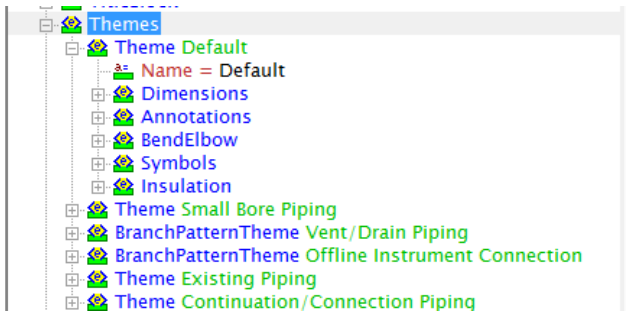 Themes
Theme Default
a= Name = Default
Dimensions
Annotations
BendElbow
Symbols
Insulation
Theme Small Bore Piping
BranchPatternTheme Vent/Drain Piping
BranchPatternTheme Offline Instrument Connection
Theme Existing Piping
Theme Continuation/Connection Piping